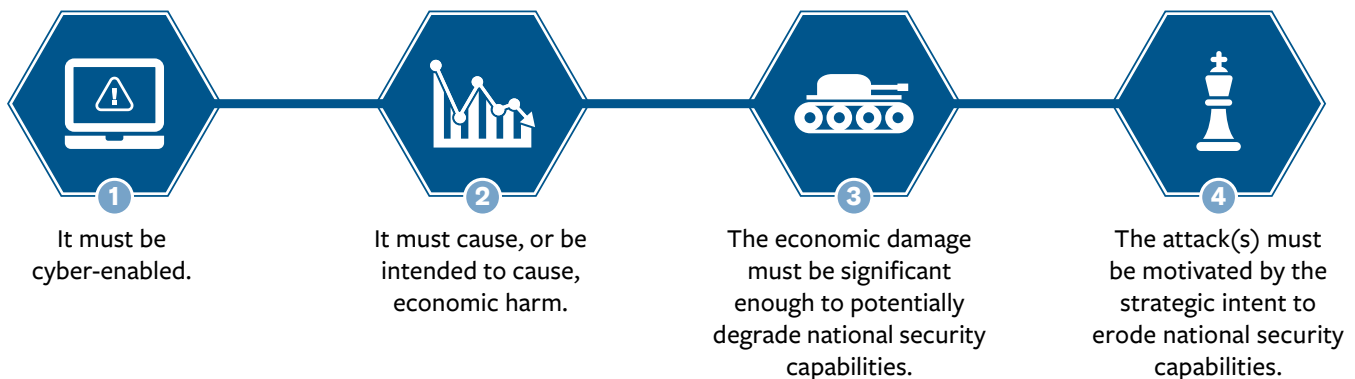 1
It must be
cyber-enabled.
2
It must cause, or be
intended to cause,
economic harm.
3
The economic damage
must be significant
enough to potentially
degrade national security
capabilities.
4
The attack(s) must
be motivated by the
strategic intent to
erode national security
capabilities.